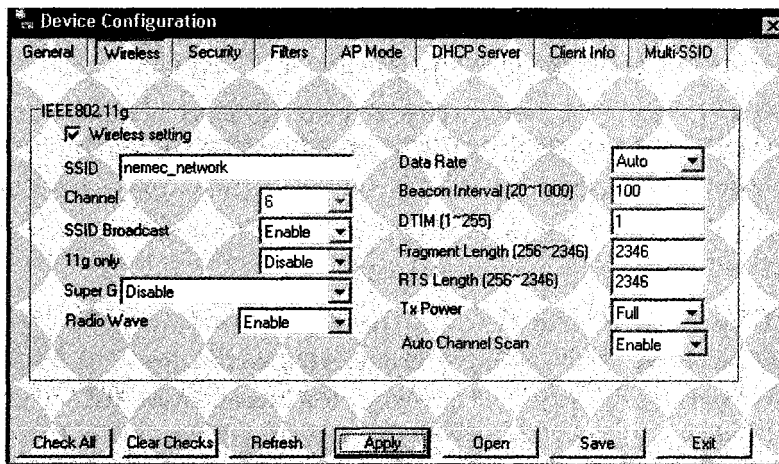 Device Configuration
General Wireless Security Filters AP Mode DHCP Server Client Info Multi-SSID
IEEE802.11g
Wireless setting
SSID nemec_network
Channel 6
SSID Broadcast Enable
11g only Disable
Super G Disable
Radio Wave Enable
Data Rate Auto
Beacon Interval (20~1000) 100
DTIM (1~255) 1
Fragment Length (256~2346) 2346
RTS Length (256~2346) 2346
Tx Power Full
Auto Channel Scan Enable
Check All Clear Checks Refresh Apply Open Save Exit